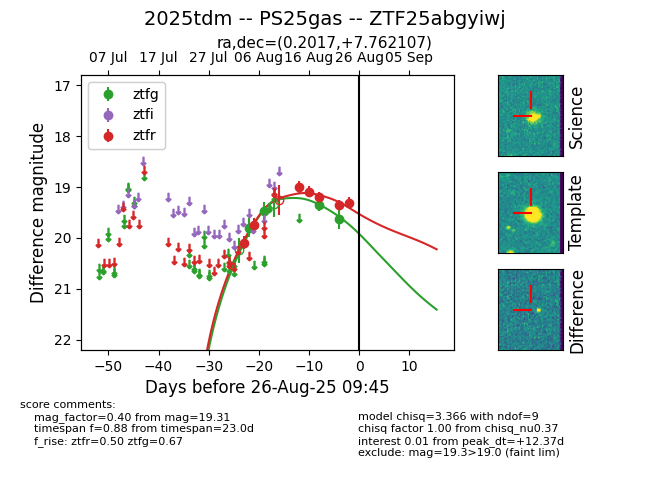 2025tdm -- PS25gas -- ZTF25abgyiwj
ra,dec=(0.2017,+7.762107)
07 Jul 17 Jul 27 Jul 06 Aug 16 Aug 26 Aug 05 Sep
ztfg
ztfi
ztfr
17
18
19
20
21
22
Difference magnitude
−50 −40 −30 −20 −10 0 10
Days before 26-Aug-25 09:45
Science
Template
Difference
score comments:
mag_factor=0.40 from mag=19.31
timespan f=0.88 from timespan=23.0d
f_rise: ztfr=0.50 ztfg=0.67
model chisq=3.366 with ndof=9
chisq factor 1.00 from chisq_nu0.37
interest 0.01 from peak_dt=+12.37d
exclude: mag=19.3>19.0 (faint lim)